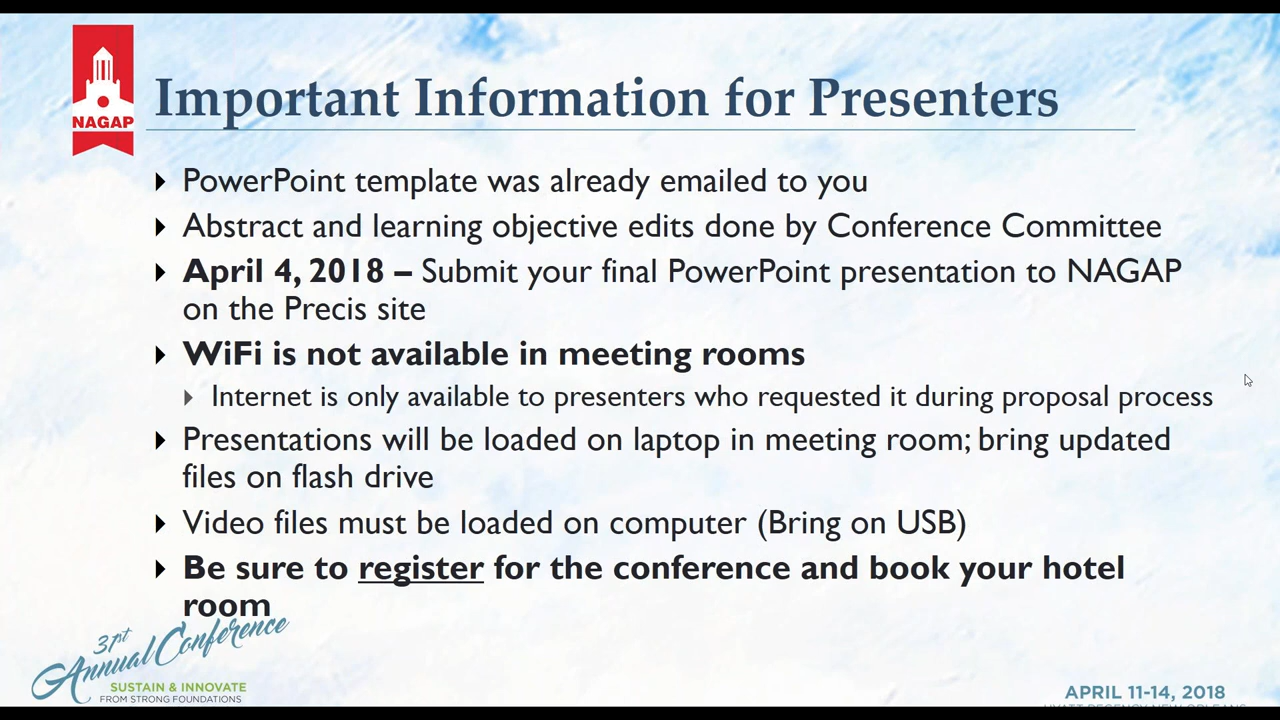 NAGAP
Important Information for Presenters
PowerPoint template was already emailed to you
Abstract and learning objective edits done by Conference Committee
April 4, 2018 – Submit your final PowerPoint presentation to NAGAP
on the Precis site
WiFi is not available in meeting rooms
Internet is only available to presenters who requested it during proposal process
Presentations will be loaded on laptop in meeting room; bring updated
files on flash drive
Video files must be loaded on computer (Bring on USB)
Be sure to register for the conference and book your hotel
room
31st
Annual Conference
SUSTAIN & INNOVATE
FROM STRONG FOUNDATIONS
APRIL 11-14, 2018